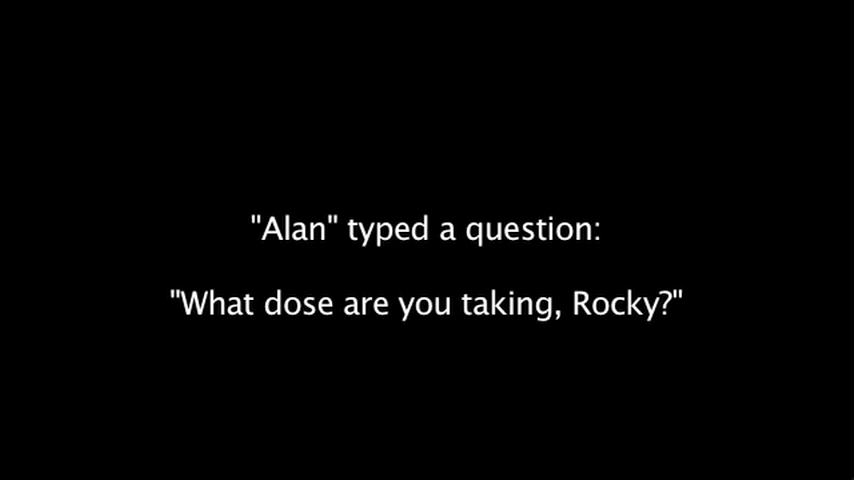 "Alan" typed a question:
"What dose are you taking, Rocky?"